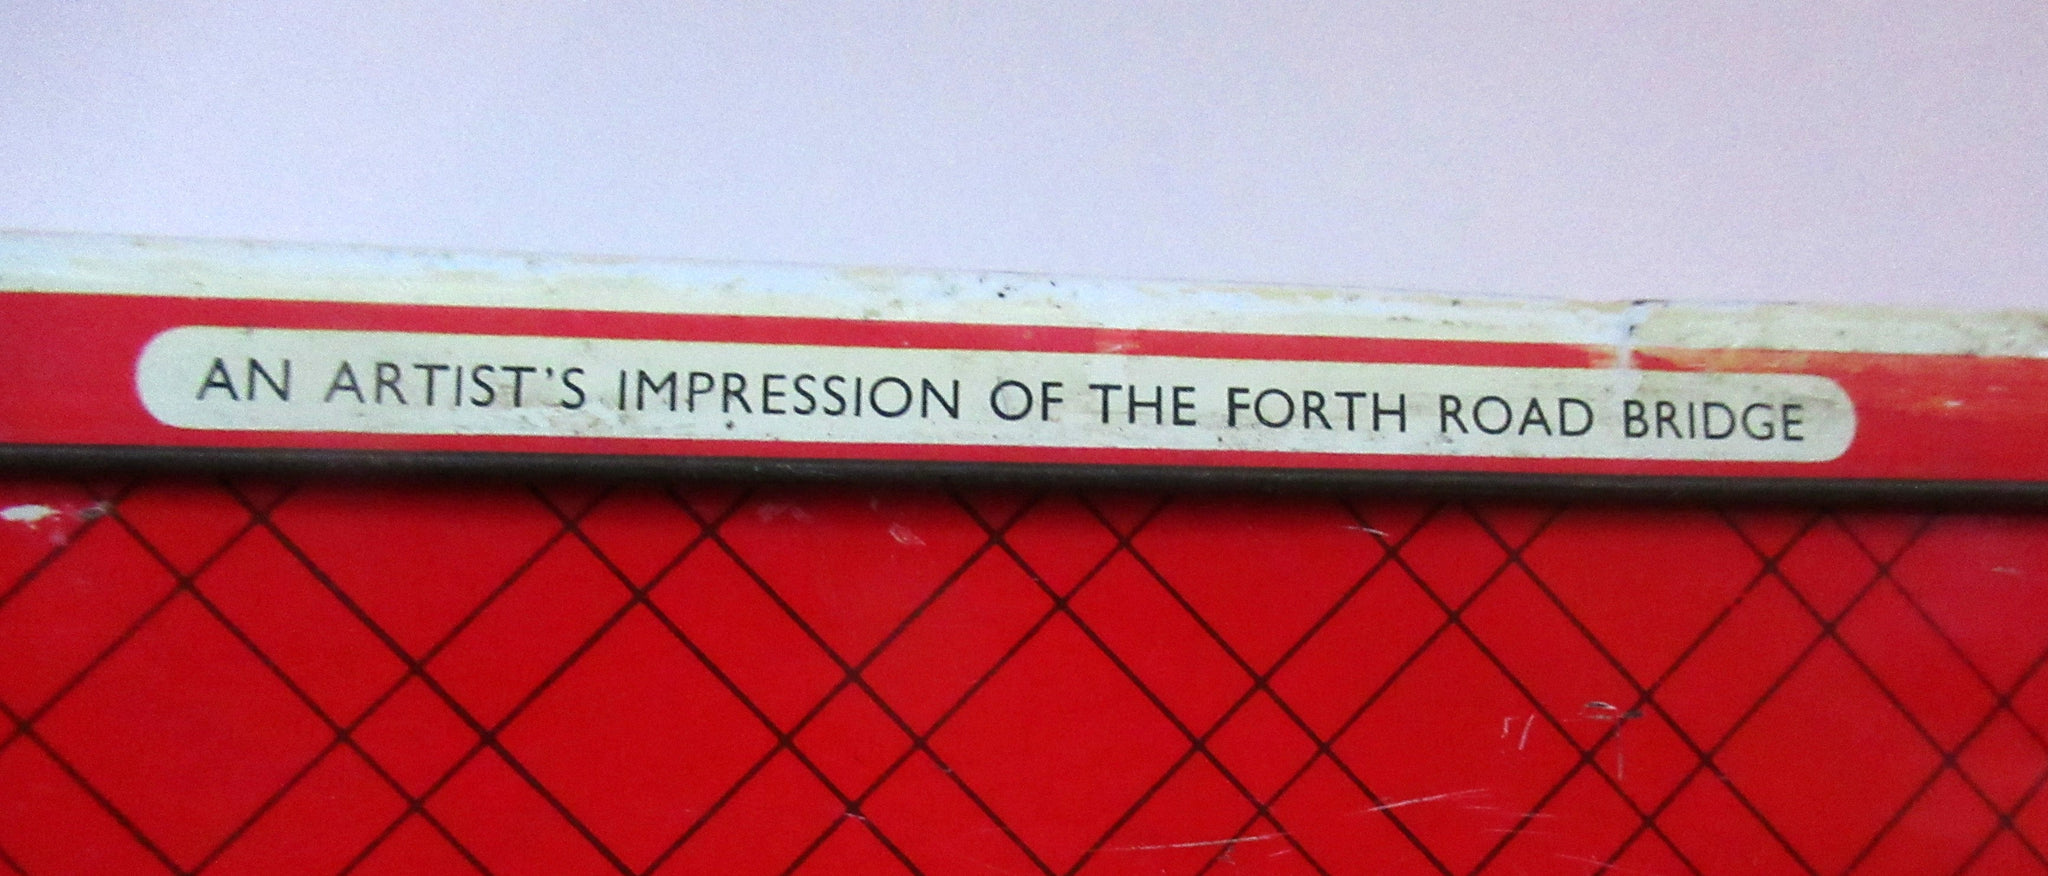 AN ARTIST'S IMPRESSION OF THE FORTH ROAD BRIDGE